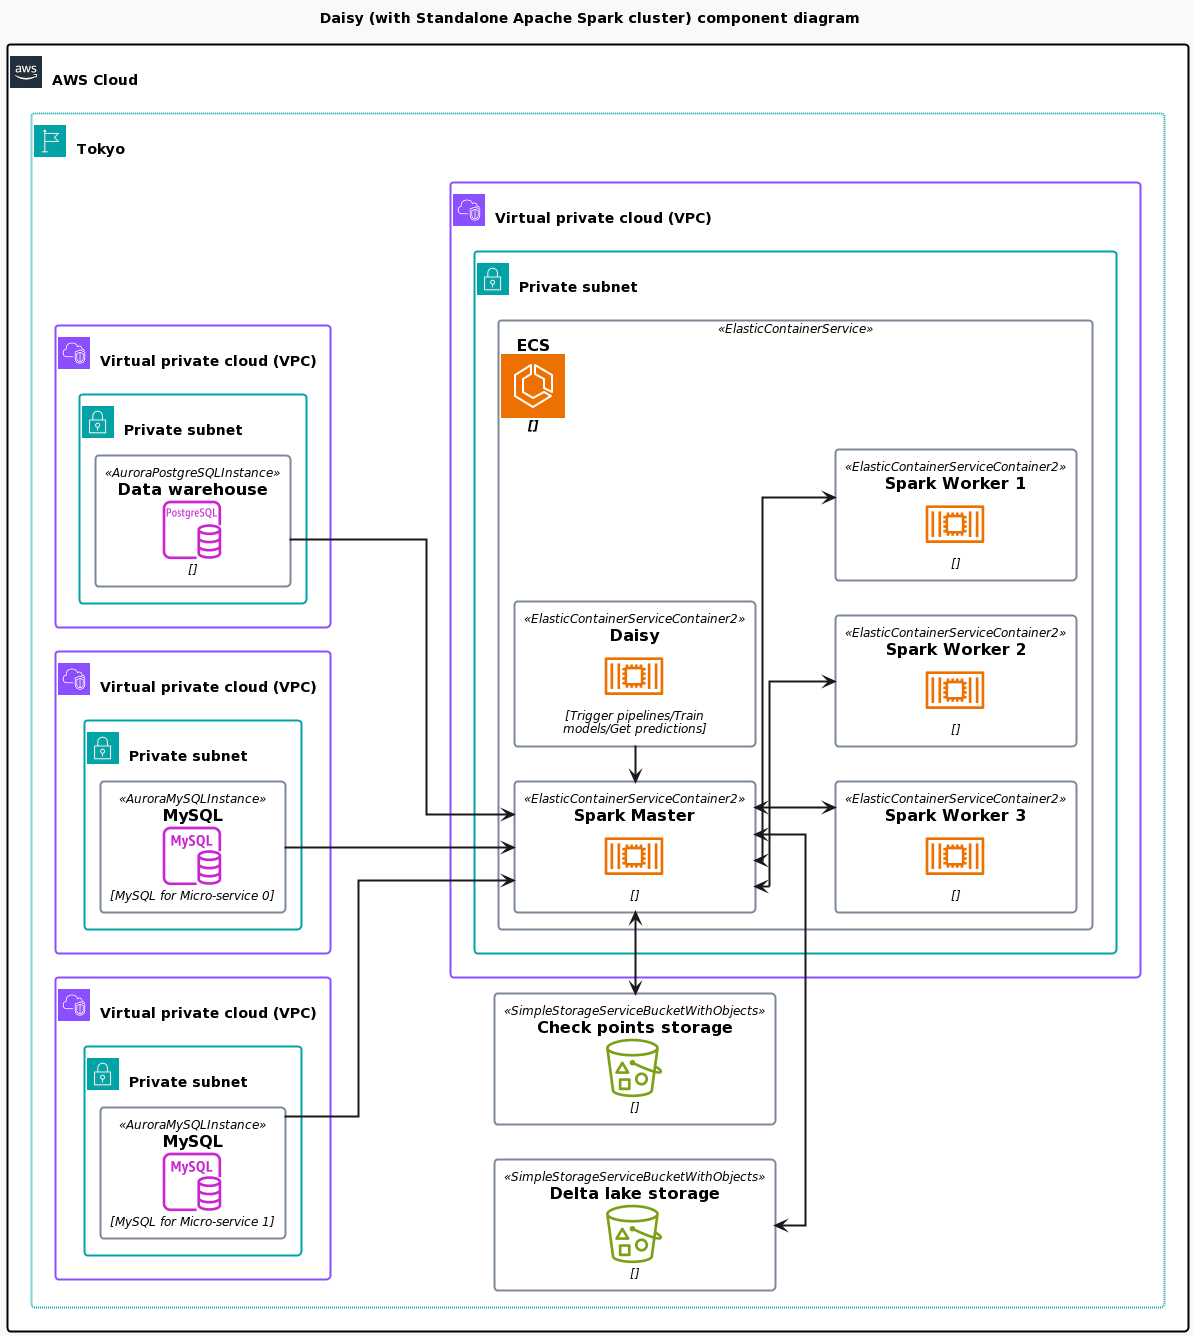 Daisy (with Standalone Apache Spark cluster) component diagram
aws
AWS Cloud
Tokyo
Virtual private cloud (VPC)
Private subnet
«ElasticContainerService»
ECS
[]
Virtual private cloud (VPC)
Private subnet
«AuroraPostgreSQLInstance»
Data warehouse
PostgreSQL
[]
«ElasticContainerServiceContainer2»
Spark Worker 1
[]
«ElasticContainerServiceContainer2»
Daisy
[Trigger pipelines/Train
models/Get predictions]
«ElasticContainerServiceContainer2»
Spark Worker 2
[]
Virtual private cloud (VPC)
Private subnet
«AuroraMySQLInstance»
MySQL
MySQL
[MySQL for Micro-service 0]
«ElasticContainerServiceContainer2»
Spark Master
[]
«ElasticContainerServiceContainer2»
Spark Worker 3
[]
Virtual private cloud (VPC)
Private subnet
«AuroraMySQLInstance»
MySQL
MySQL
[MySQL for Micro-service 1]
«SimpleStorageServiceBucketWithObjects»
Check points storage
[]
«SimpleStorageServiceBucketWithObjects»
Delta lake storage
[]